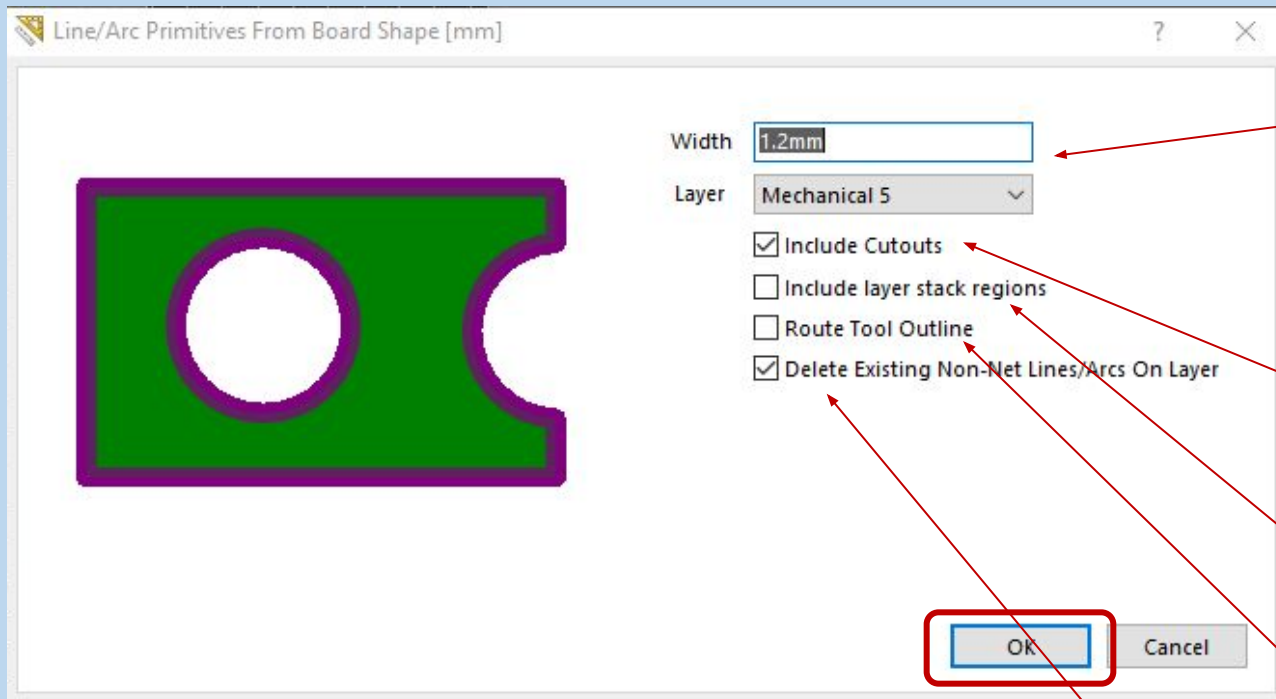 Line/Arc Primitives From Board Shape [mm]
?
Width 1.2mm
Layer Mechanical 5
Include Cutouts
Include layer stack regions
Route Tool Outline
Delete Existing Non-Net Lines/Arcs On Layer
OK Cancel